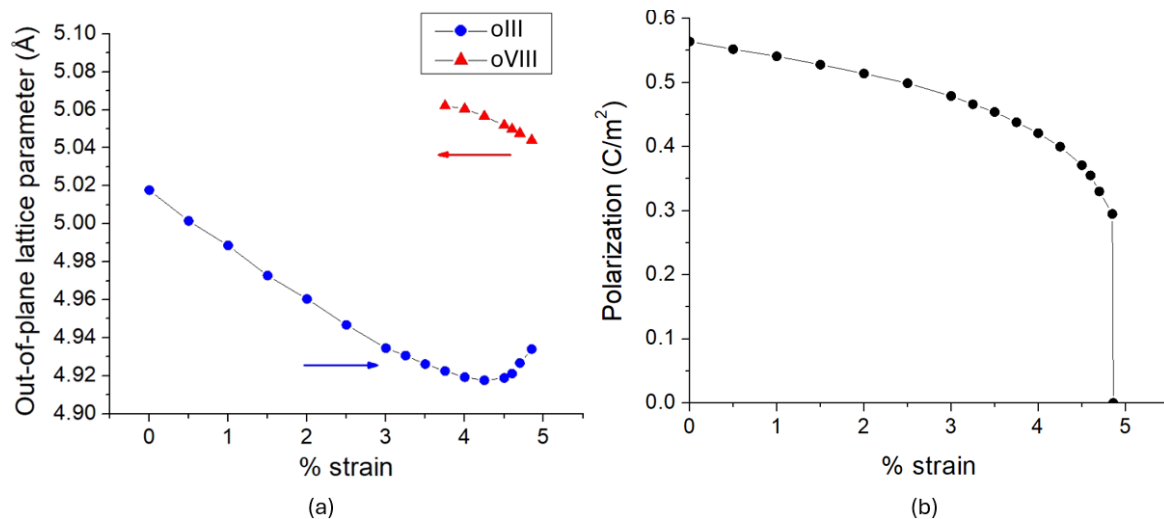 Out-of-plane lattice parameter (Å)
5.10
5.08
5.06
5.04
5.02
5.00
4.98
4.96
4.94
4.92
4.90
oIII
oVIII
0 1 2 3 4 5
% strain
(a)
Polarization (C/m²)
0.6
0.5
0.4
0.3
0.2
0.1
0.0
0 1 2 3 4 5
% strain
(b)